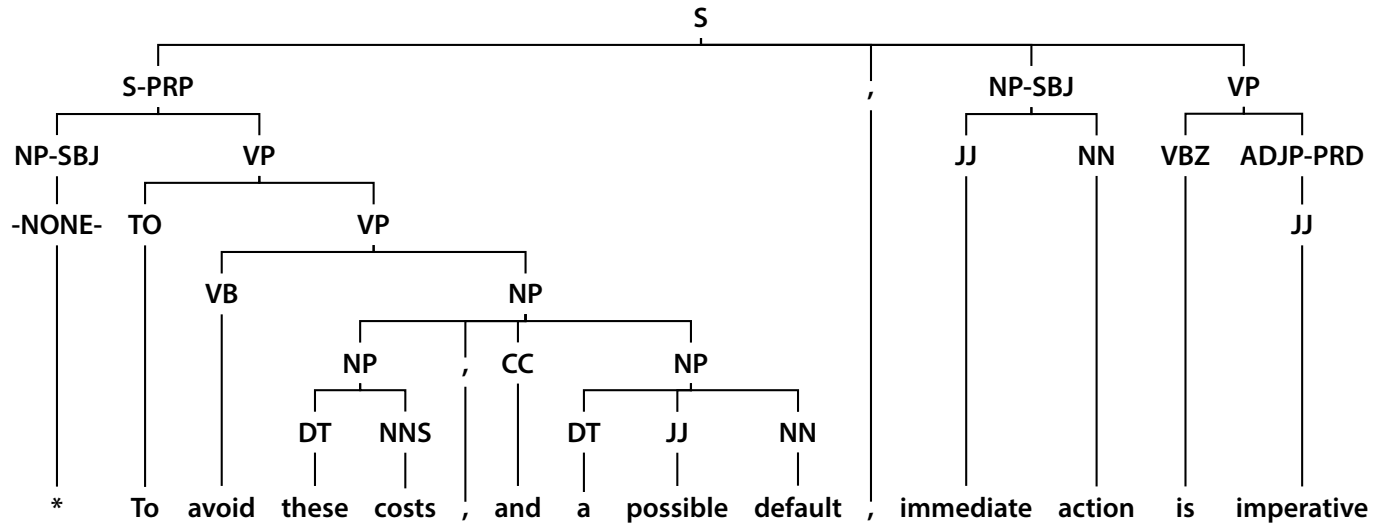 S
S-PRP , NP-SBJ VP
NP-SBJ VP JJ NN VBZ ADJP-PRD
-NONE- TO VP JJ
VB NP
NP , CC NP
DT NNS DT JJ NN
* To avoid these costs , and a possible default , immediate action is imperative